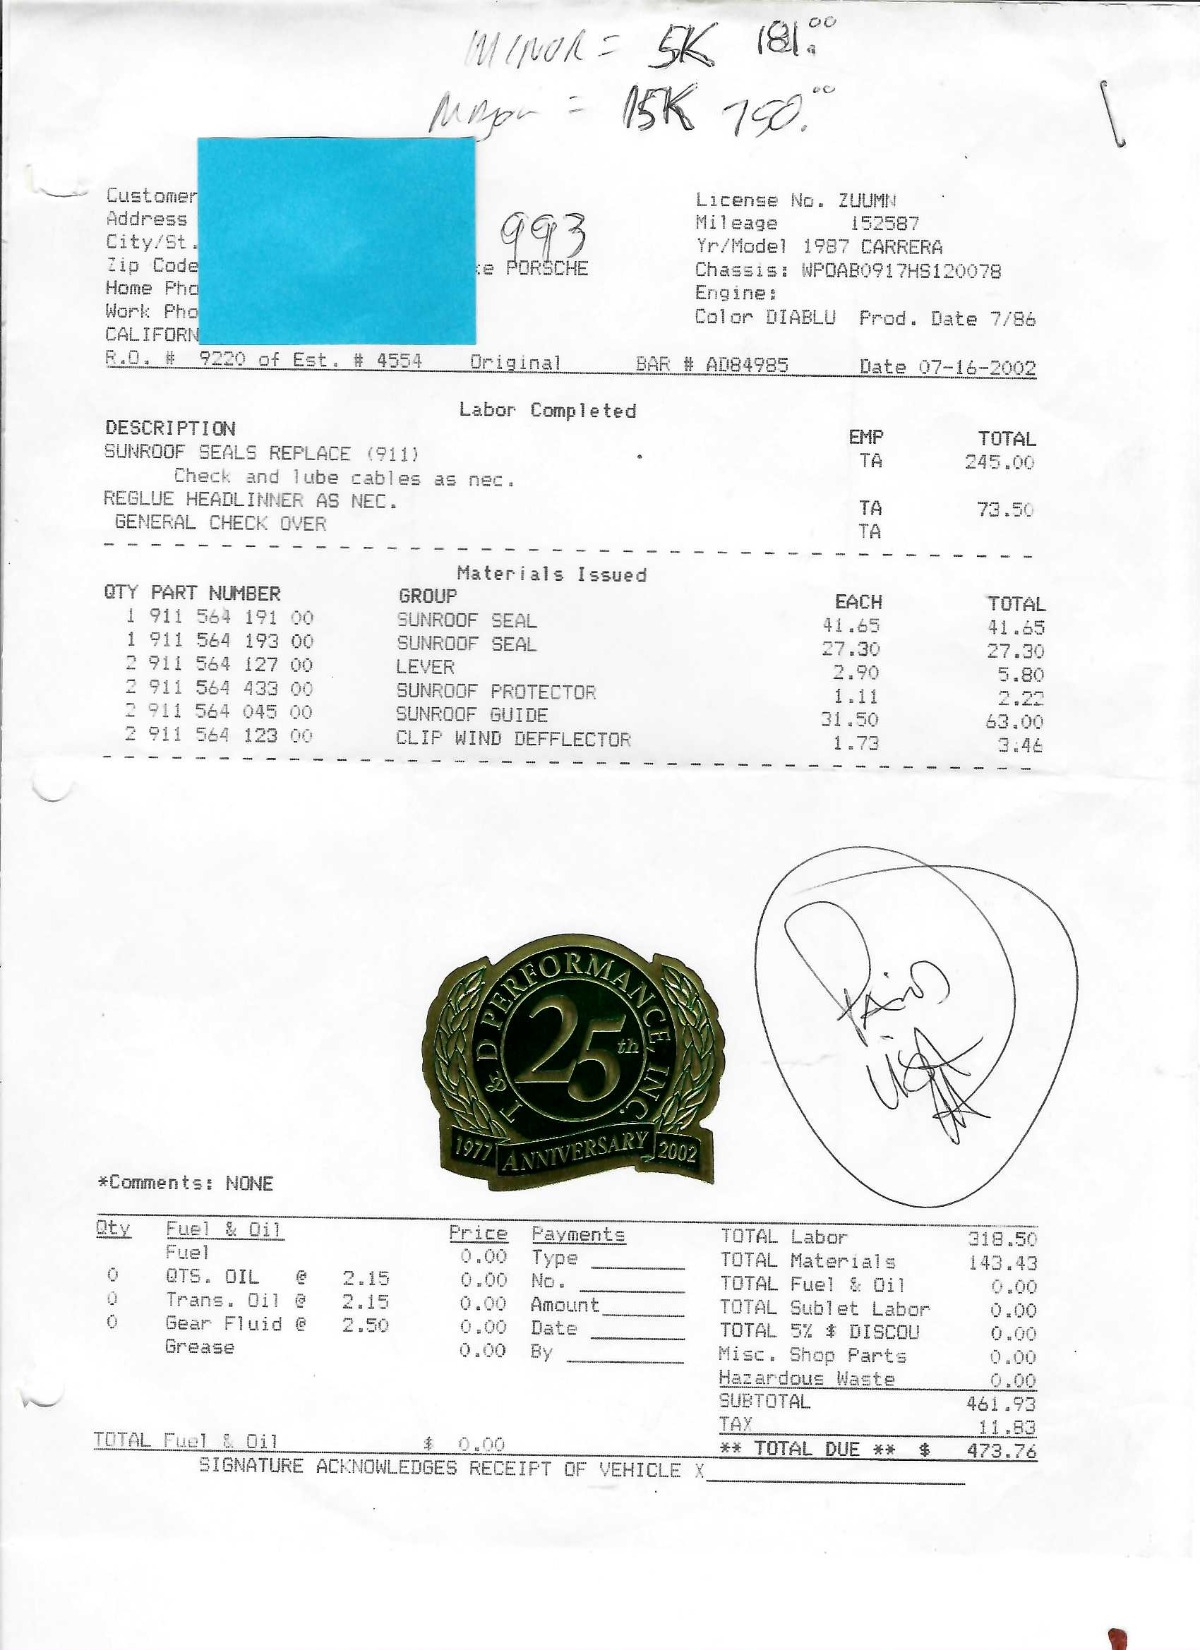 MINOR = 5K 181.00
Major = 15K 750.00
Customer
Address
City/St.
Zip Code
Home Pho
Work Pho
CALIFORN
993
ke PORSCHE
License No. ZUUMN
Mileage 152587
Yr/Model 1987 CARRERA
Chassis: WPOAB0917HS120078
Engine:
Color DIABLU Prod. Date 7/86
R.O. # 9220 of Est. # 4554 Original BAR # AD84985 Date 07-16-2002
Labor Completed
DESCRIPTION EMP TOTAL
SUNROOF SEALS REPLACE (911) TA 245.00
Check and lube cables as nec.
REGLUE HEADLINNER AS NEC. TA 73.50
GENERAL CHECK OVER TA
Materials Issued
QTY PART NUMBER GROUP EACH TOTAL
1 911 564 191 00 SUNROOF SEAL 41.65 41.65
1 911 564 193 00 SUNROOF SEAL 27.30 27.30
2 911 564 127 00 LEVER 2.90 5.80
2 911 564 433 00 SUNROOF PROTECTOR 1.11 2.22
2 911 564 045 00 SUNROOF GUIDE 31.50 63.00
2 911 564 123 00 CLIP WIND DEFFLECTOR 1.73 3.46
T & D PERFORMANCE, INC.
25th
1977 ANNIVERSARY 2002
Paid
VISA
*Comments: NONE
Qty Fuel & Oil Price Payments
Fuel 0.00 Type
0 QTS. OIL @ 2.15 0.00 No.
0 Trans. Oil @ 2.15 0.00 Amount
0 Gear Fluid @ 2.50 0.00 Date
Grease 0.00 By
TOTAL Labor 318.50
TOTAL Materials 143.43
TOTAL Fuel & Oil 0.00
TOTAL Sublet Labor 0.00
TOTAL 5% $ DISCOU 0.00
Misc. Shop Parts 0.00
Hazardous Waste 0.00
SUBTOTAL 461.93
TAX 11.83
TOTAL Fuel & Oil $ 0.00 ** TOTAL DUE ** $ 473.76
SIGNATURE ACKNOWLEDGES RECEIPT OF VEHICLE X